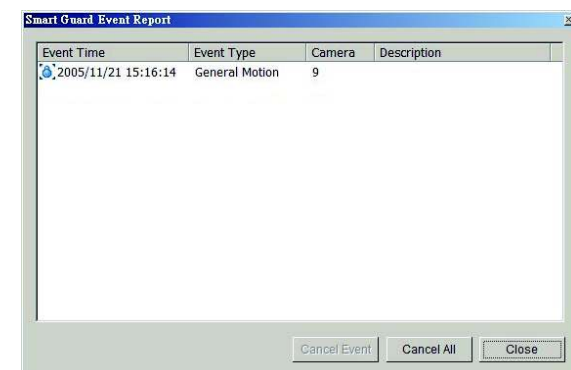 Smart Guard Event Report
Event Time Event Type Camera Description
2005/11/21 15:16:14 General Motion 9
Cancel Event Cancel All Close